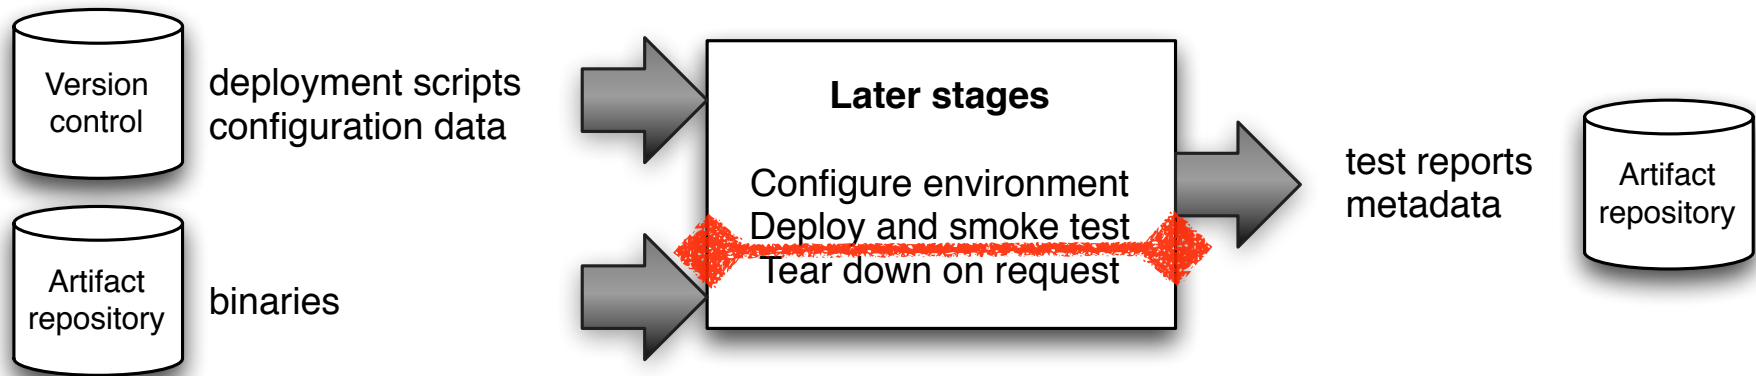 Version
control
deployment scripts
configuration data
Artifact
repository
binaries
Later stages
Configure environment
Deploy and smoke test
Tear down on request
test reports
metadata
Artifact
repository